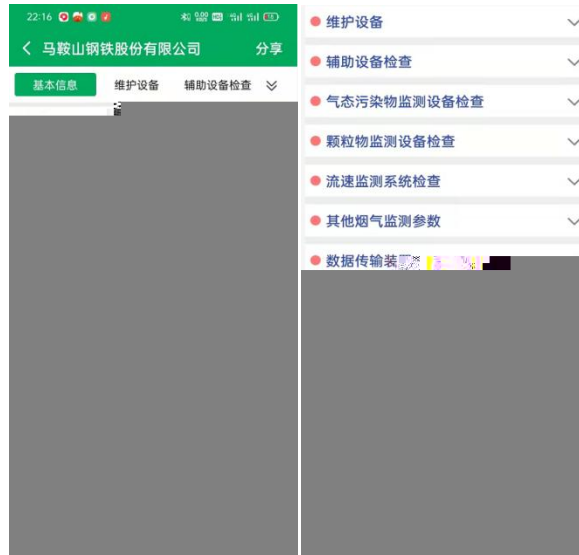 22:16
马鞍山钢铁股份有限公司
分享
基本信息 维护设备 辅助设备检查
维护设备
辅助设备检查
气态污染物监测设备检查
颗粒物监测设备检查
流速监测系统检查
其他烟气监测参数
数据传输装